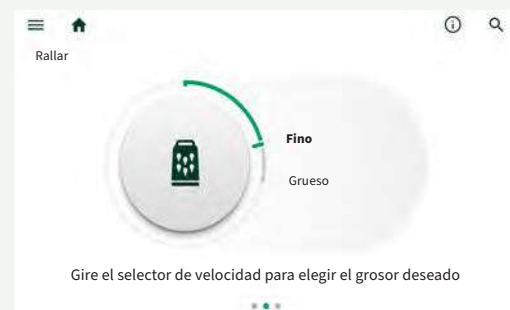 Rallar
Fino
Grueso
Gire el selector de velocidad para elegir el grosor deseado